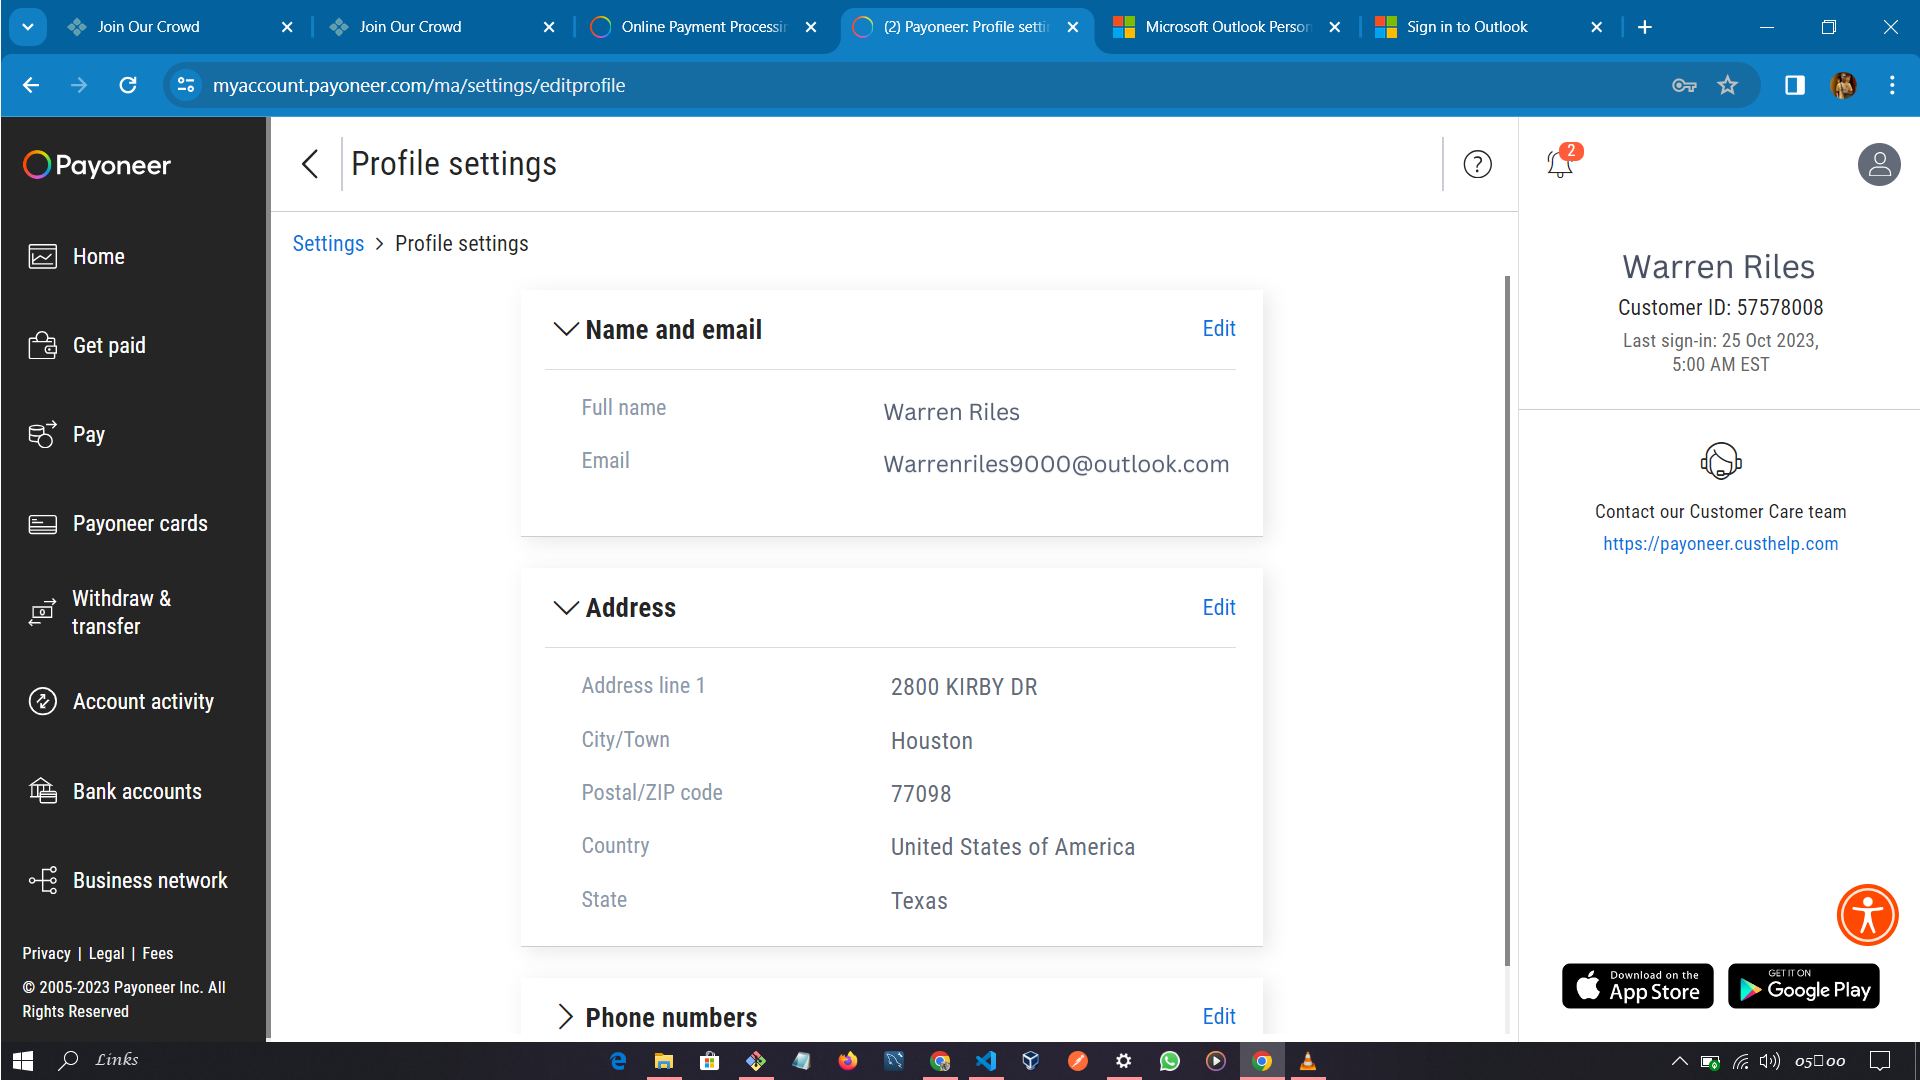 Join Our Crowd
Join Our Crowd
Online Payment Processin
(2) Payoneer: Profile setti
Microsoft Outlook Person
Sign in to Outlook
myaccount.payoneer.com/ma/settings/editprofile
Payoneer
Home
Get paid
Pay
Payoneer cards
Withdraw &
transfer
Account activity
Bank accounts
Business network
Privacy | Legal | Fees
© 2005-2023 Payoneer Inc. All
Rights Reserved
Profile settings
Settings > Profile settings
Name and email
Edit
Full name
Warren Riles
Email
Warrenriles9000@outlook.com
Address
Edit
Address line 1
2800 KIRBY DR
City/Town
Houston
Postal/ZIP code
77098
Country
United States of America
State
Texas
Phone numbers
Edit
?
2
Warren Riles
Customer ID: 57578008
Last sign-in: 25 Oct 2023,
5:00 AM EST
Contact our Customer Care team
https://payoneer.custhelp.com
Download on the
App Store
GET IT ON
Google Play
Links
05▯00